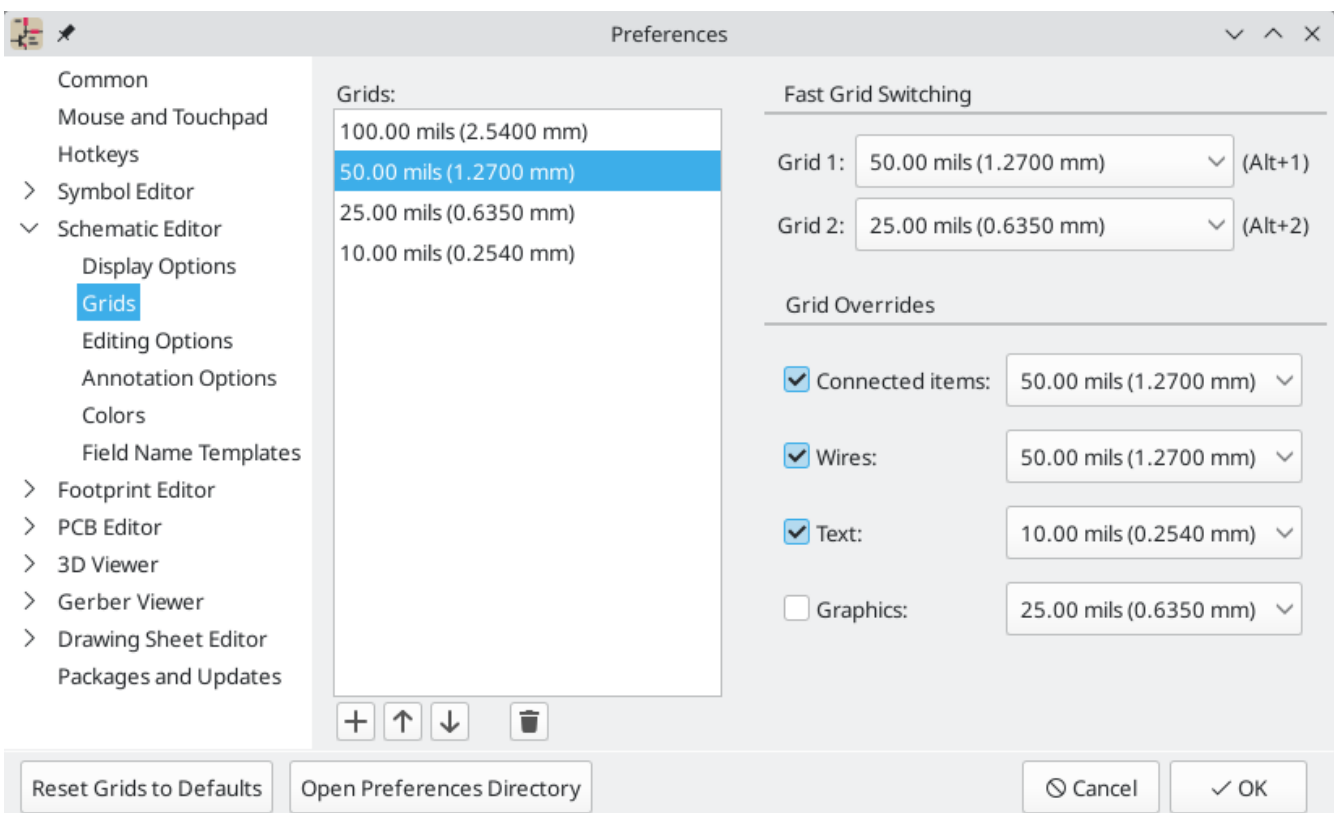 Preferences
Common
Mouse and Touchpad
Hotkeys
Symbol Editor
Schematic Editor
Display Options
Grids
Editing Options
Annotation Options
Colors
Field Name Templates
Footprint Editor
PCB Editor
3D Viewer
Gerber Viewer
Drawing Sheet Editor
Packages and Updates
Grids:
100.00 mils (2.5400 mm)
50.00 mils (1.2700 mm)
25.00 mils (0.6350 mm)
10.00 mils (0.2540 mm)
Fast Grid Switching
Grid 1: 50.00 mils (1.2700 mm) (Alt+1)
Grid 2: 25.00 mils (0.6350 mm) (Alt+2)
Grid Overrides
Connected items: 50.00 mils (1.2700 mm)
Wires: 50.00 mils (1.2700 mm)
Text: 10.00 mils (0.2540 mm)
Graphics: 25.00 mils (0.6350 mm)
Reset Grids to Defaults
Open Preferences Directory
Cancel
OK